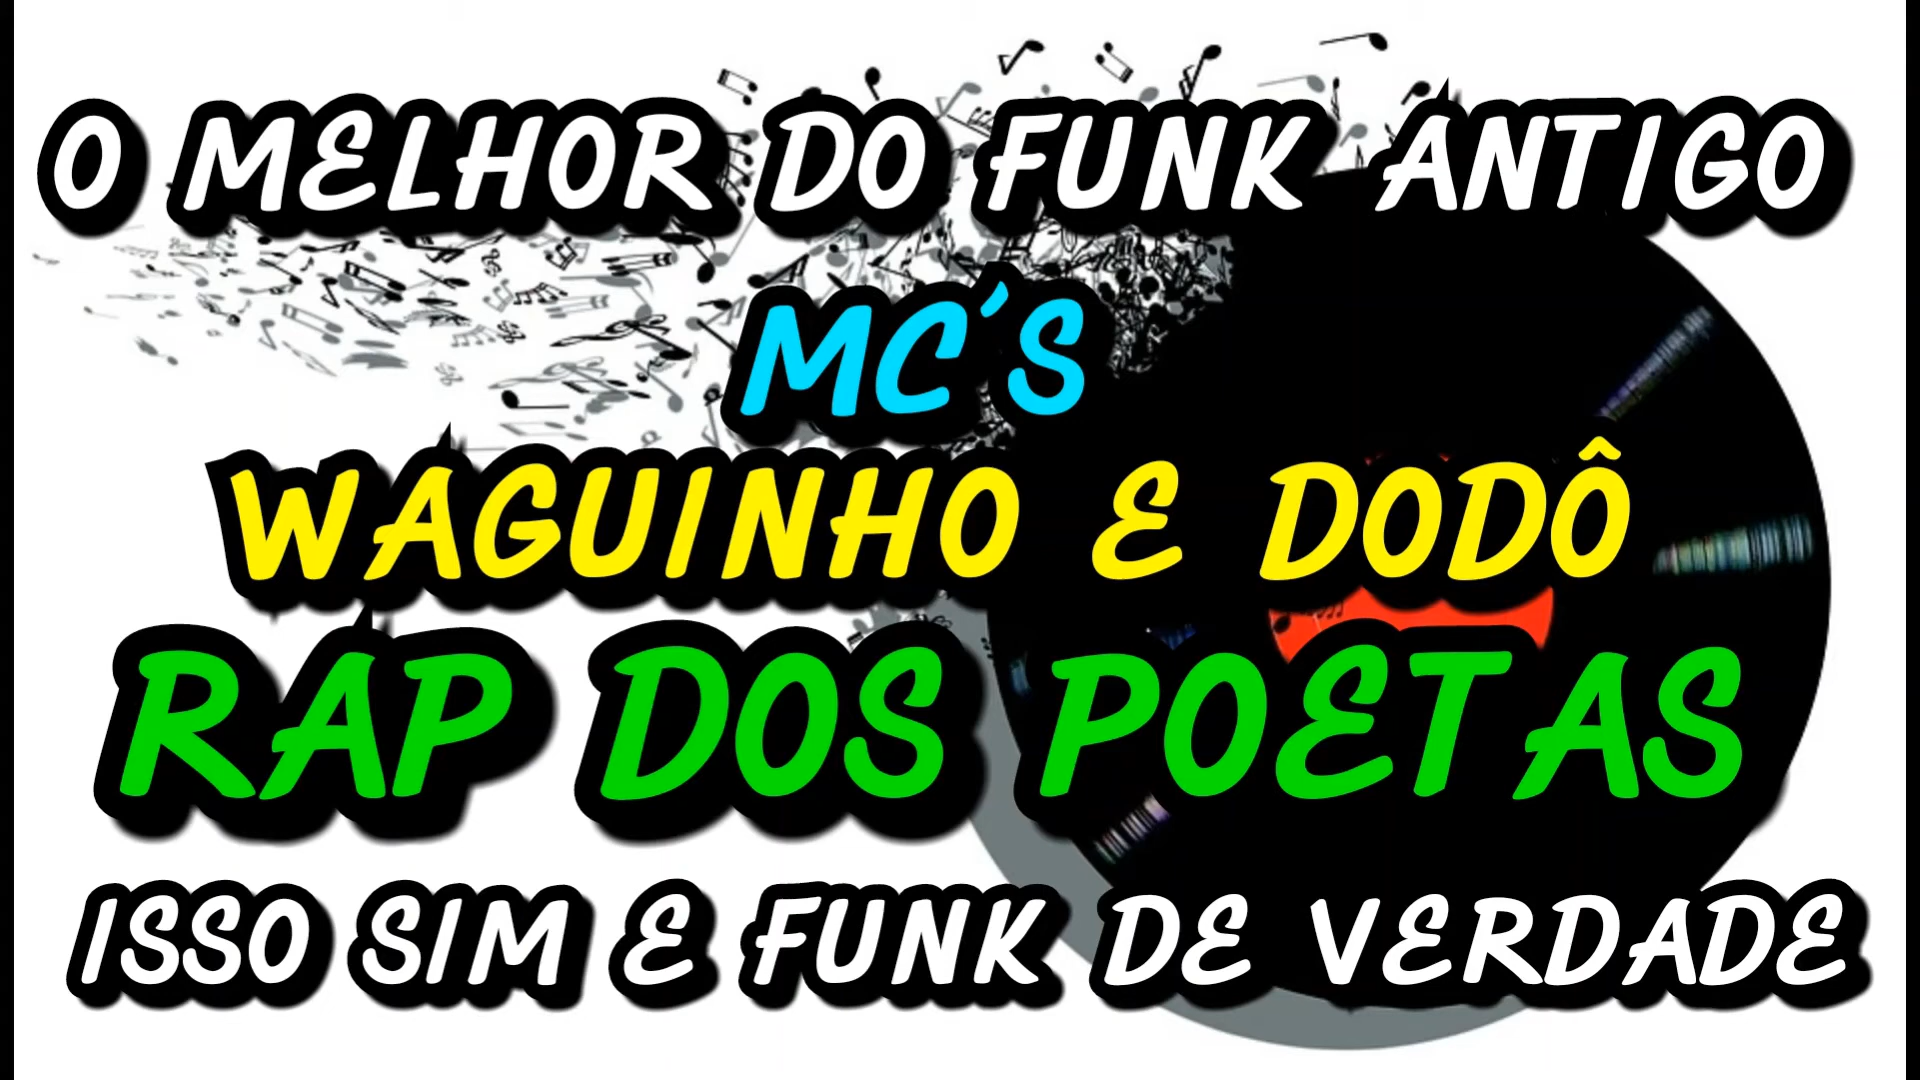 O MELHOR DO FUNK ANTIGO
MC'S
WAGUINHO E DODÔ
RAP DOS POETAS
ISSO SIM E FUNK DE VERDADE